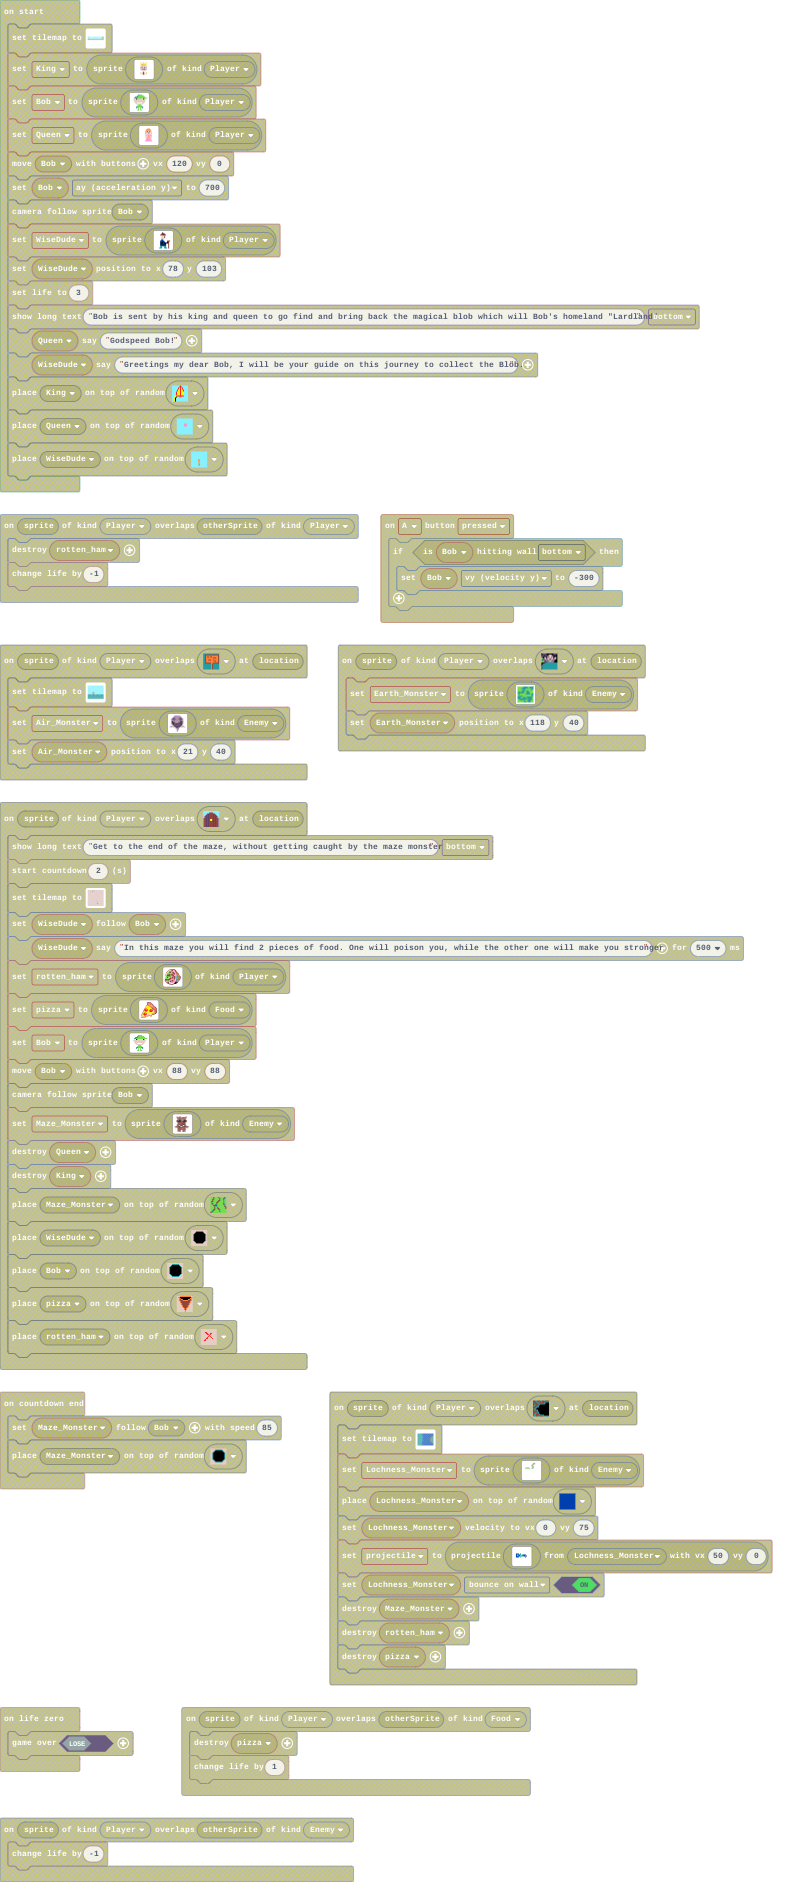 on start
set tilemap to
set King to sprite of kind Player
set Bob to sprite of kind Player
set Queen to sprite of kind Player
move Bob with buttons vx 120 vy 0
set Bob ay (acceleration y) to 700
camera follow sprite Bob
set WiseDude to sprite of kind Player
set WiseDude position to x 78 y 103
set life to 3
show long text "Bob is sent by his king and queen to go find and bring back the magical blob which will Bob's homeland "Lardland bottom
Queen say "Godspeed Bob!"
WiseDude say "Greetings my dear Bob, I will be your guide on this journey to collect the Blob.
place King on top of random
place Queen on top of random
place WiseDude on top of random
on sprite of kind Player overlaps otherSprite of kind Player
destroy rotten_ham
change life by -1
on A button pressed
if is Bob hitting wall bottom then
set Bob vy (velocity y) to -300
on sprite of kind Player overlaps at location
set tilemap to
set Air_Monster to sprite of kind Enemy
set Air_Monster position to x 21 y 40
on sprite of kind Player overlaps at location
set Earth_Monster to sprite of kind Enemy
set Earth_Monster position to x 118 y 40
on sprite of kind Player overlaps at location
show long text "Get to the end of the maze, without getting caught by the maze monster bottom
start countdown 2 (s)
set tilemap to
set WiseDude follow Bob
WiseDude say "In this maze you will find 2 pieces of food. One will poison you, while the other one will make you stronger for 500 ms
set rotten_ham to sprite of kind Player
set pizza to sprite of kind Food
set Bob to sprite of kind Player
move Bob with buttons vx 88 vy 88
camera follow sprite Bob
set Maze_Monster to sprite of kind Enemy
destroy Queen
destroy King
place Maze_Monster on top of random
place WiseDude on top of random
place Bob on top of random
place pizza on top of random
place rotten_ham on top of random
on countdown end
set Maze_Monster follow Bob with speed 85
place Maze_Monster on top of random
on sprite of kind Player overlaps at location
set tilemap to
set Lochness_Monster to sprite of kind Enemy
place Lochness_Monster on top of random
set Lochness_Monster velocity to vx 0 vy 75
set projectile to projectile from Lochness_Monster with vx 50 vy 0
set Lochness_Monster bounce on wall ON
destroy Maze_Monster
destroy rotten_ham
destroy pizza
on life zero
game over LOSE
on sprite of kind Player overlaps otherSprite of kind Food
destroy pizza
change life by 1
on sprite of kind Player overlaps otherSprite of kind Enemy
change life by -1